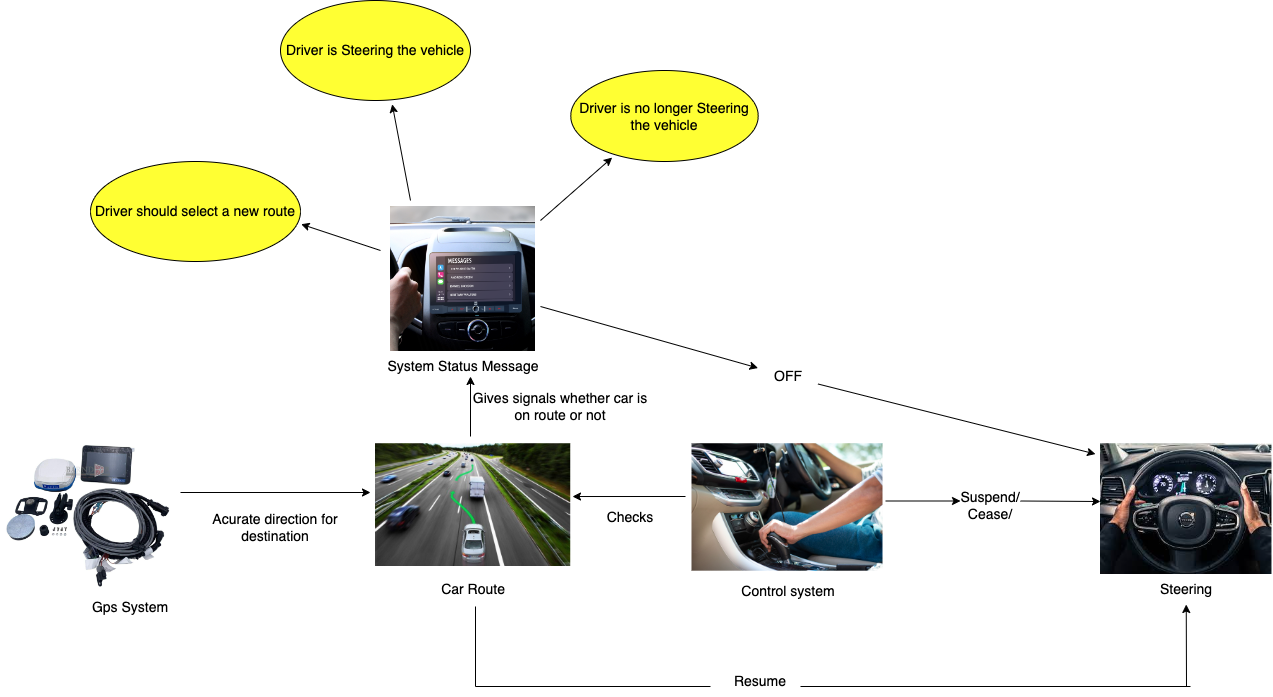 Driver is Steering the vehicle
Driver is no longer Steering
the vehicle
Driver should select a new route
MESSAGES
System Status Message
OFF
Gives signals whether car is
on route or not
Acurate direction for
destination
Checks
Suspend/
Cease/
Gps System
Car Route
Control system
Steering
Resume